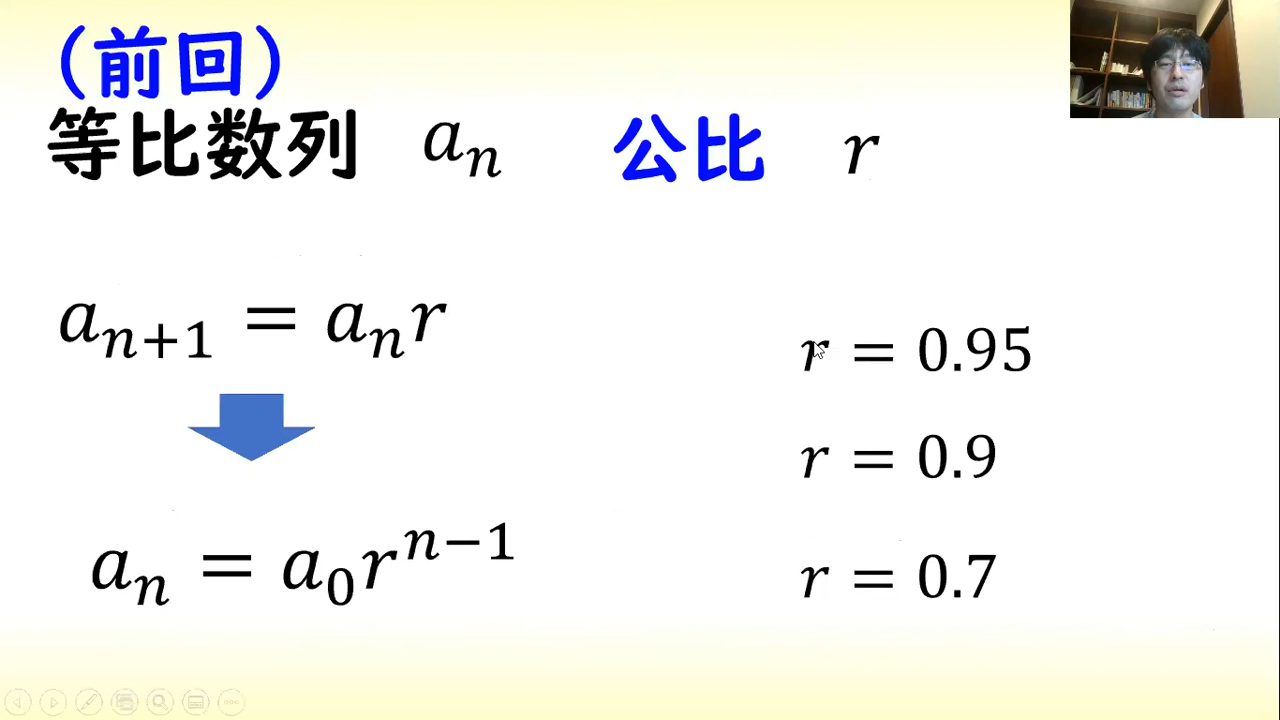 (前回)
等比数列 aₙ 公比 r
aₙ₊₁ = aₙr
r = 0.95
r = 0.9
aₙ = a₀rⁿ⁻¹
r = 0.7